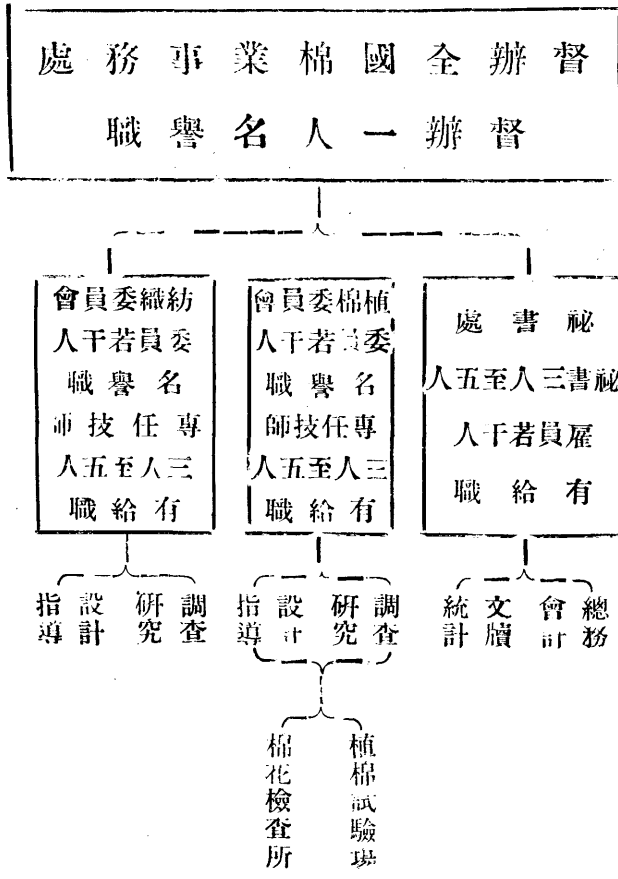 督辦全國棉業事務處
督辦一人名譽職
祕書處
祕書三人至五人
雇員若干人
有給職
總務
會計
文牘
統計
植棉委員會
委員若干人
名譽職
專任技師
三人至五人
有給職
調查
研究
設計
指導
植棉試驗場
棉花檢查所
紡織委員會
委員若干人
名譽職
專任技師
三人至五人
有給職
調查
研究
設計
指導